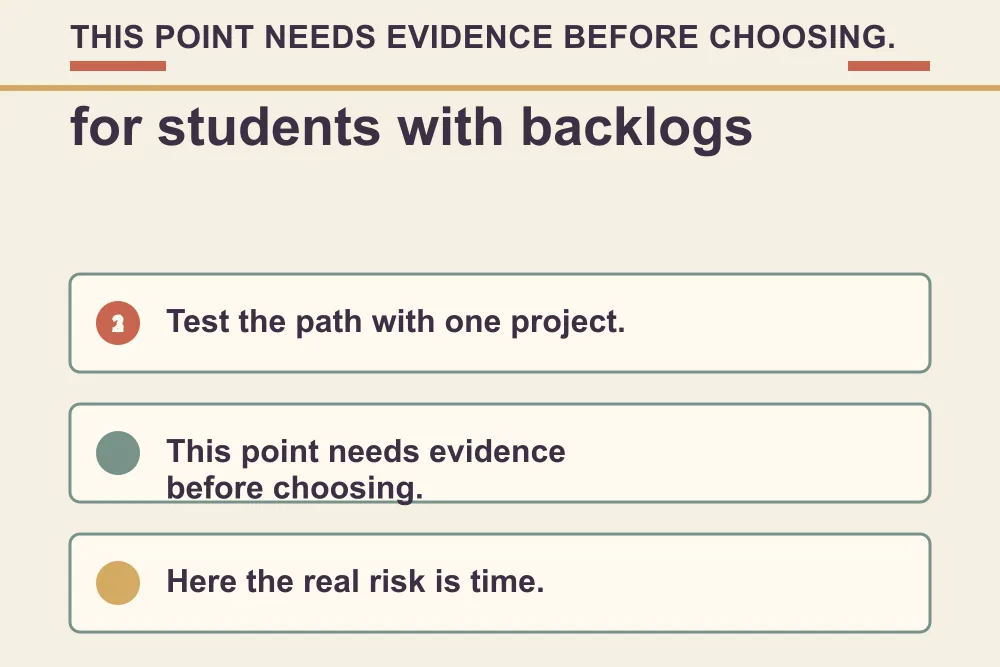 THIS POINT NEEDS EVIDENCE BEFORE CHOOSING.
for students with backlogs
Test the path with one project.
This point needs evidence
before choosing.
Here the real risk is time.